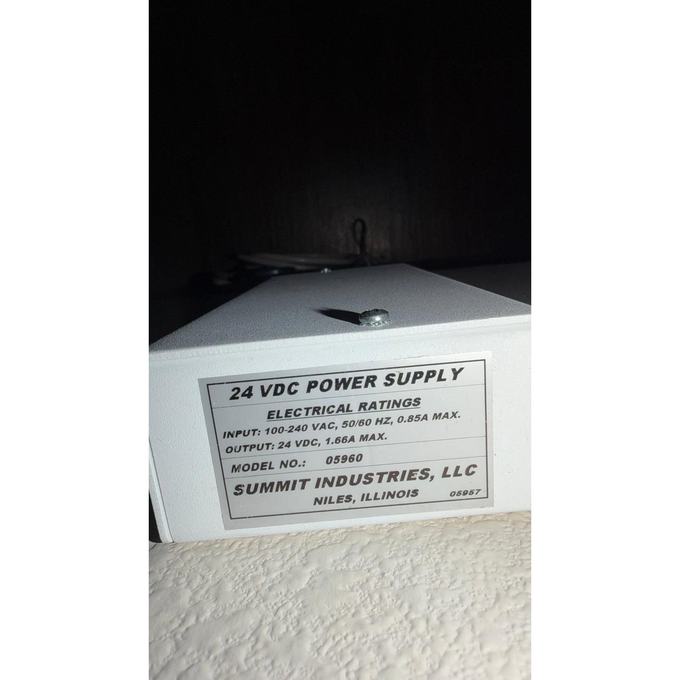 24 VDC POWER SUPPLY
ELECTRICAL RATINGS
INPUT: 100-240 VAC, 50/60 HZ, 0.85A MAX.
OUTPUT: 24 VDC, 1.66A MAX.
MODEL NO.: 05960
SUMMIT INDUSTRIES, LLC
NILES, ILLINOIS
05957